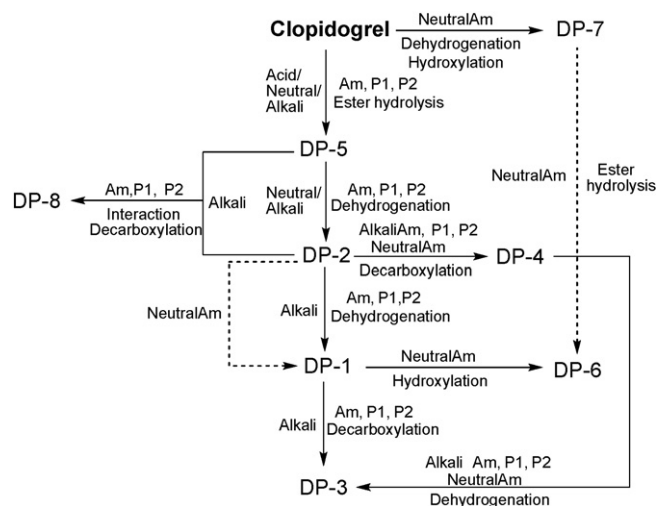 Clopidogrel
NeutralAm
Dehydrogenation
Hydroxylation
DP-7
Acid/
Neutral/
Alkali
Am, P1, P2
Ester hydrolysis
DP-5
DP-8
Am,P1, P2
Interaction
Decarboxylation
Alkali
Neutral/
Alkali
Am, P1, P2
Dehydrogenation
NeutralAm
Ester
hydrolysis
DP-2
AlkaliAm, P1, P2
NeutralAm
Decarboxylation
DP-4
NeutralAm
Alkali
Am, P1,P2
Dehydrogenation
DP-1
NeutralAm
Hydroxylation
DP-6
Alkali
Am, P1, P2
Decarboxylation
DP-3
Alkali Am, P1, P2
NeutralAm
Dehydrogenation